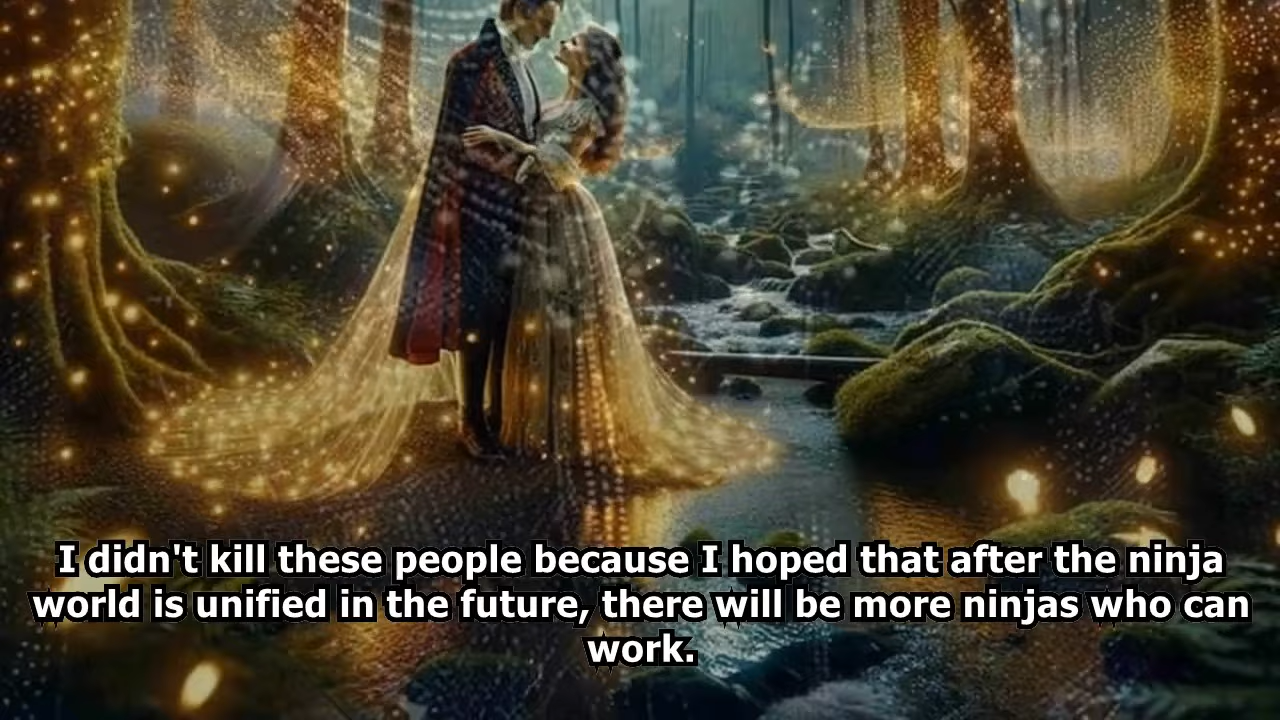 I didn't kill these people because I hoped that after the ninja
world is unified in the future, there will be more ninjas who can
work.